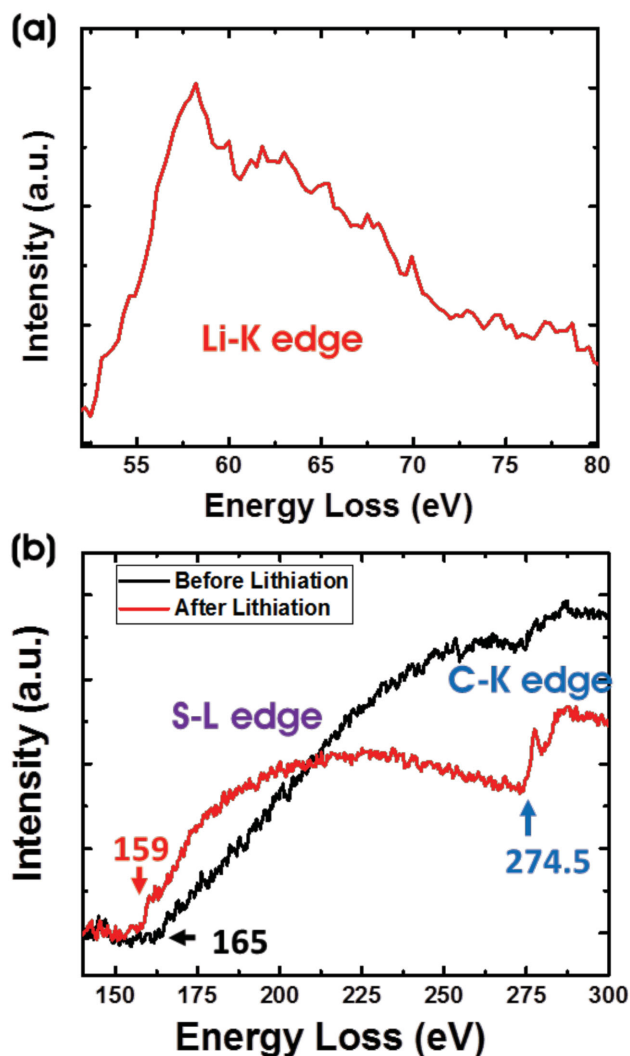 (a)
Intensity (a.u.)
Li-K edge
55 60 65 70 75 80
Energy Loss (eV)
(b)
Before Lithiation
After Lithiation
Intensity (a.u.)
S-L edge
C-K edge
159
165
274.5
150 175 200 225 250 275 300
Energy Loss (eV)